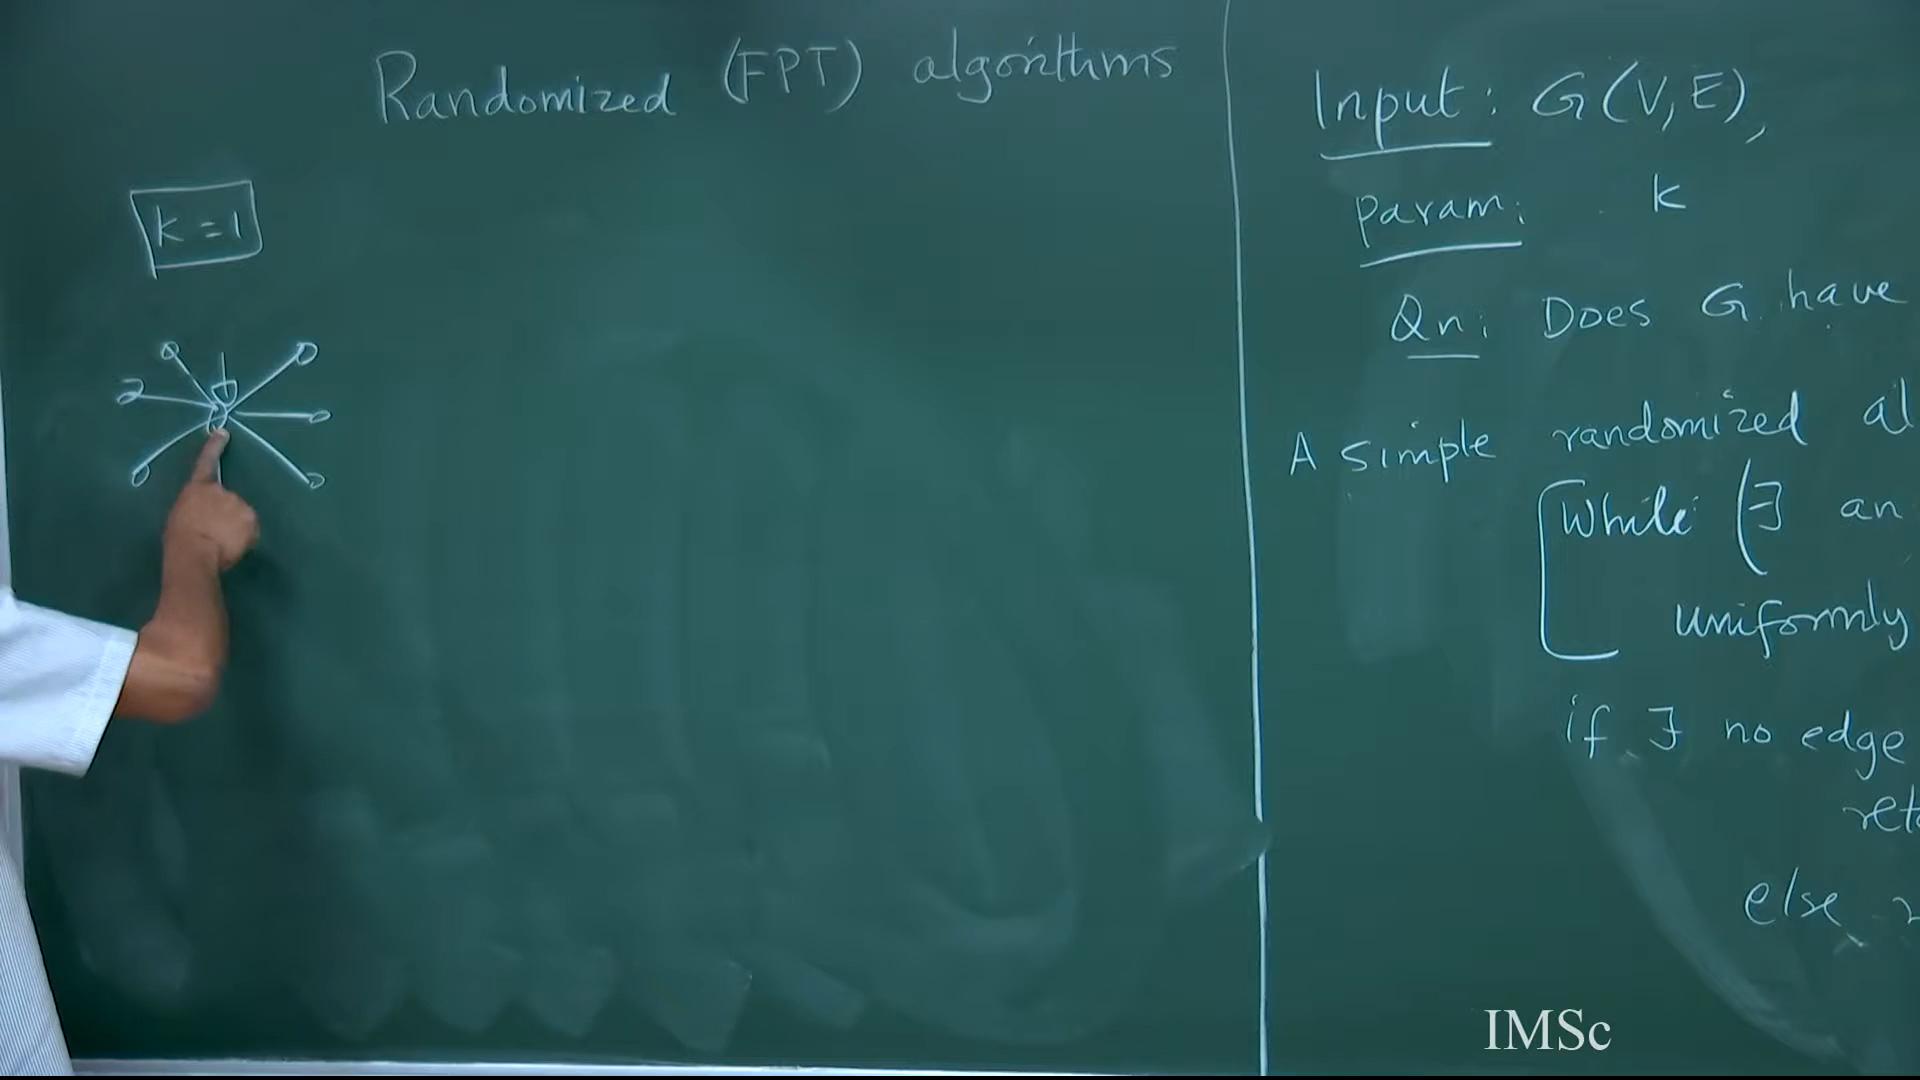 Randomized (FPT) algorithms
k = 1
Input: G(V,E),
Param: k
Qn: Does G have
A simple randomized al
While (∃ an
uniformly
if ∃ no edge
ret
else
IMSc